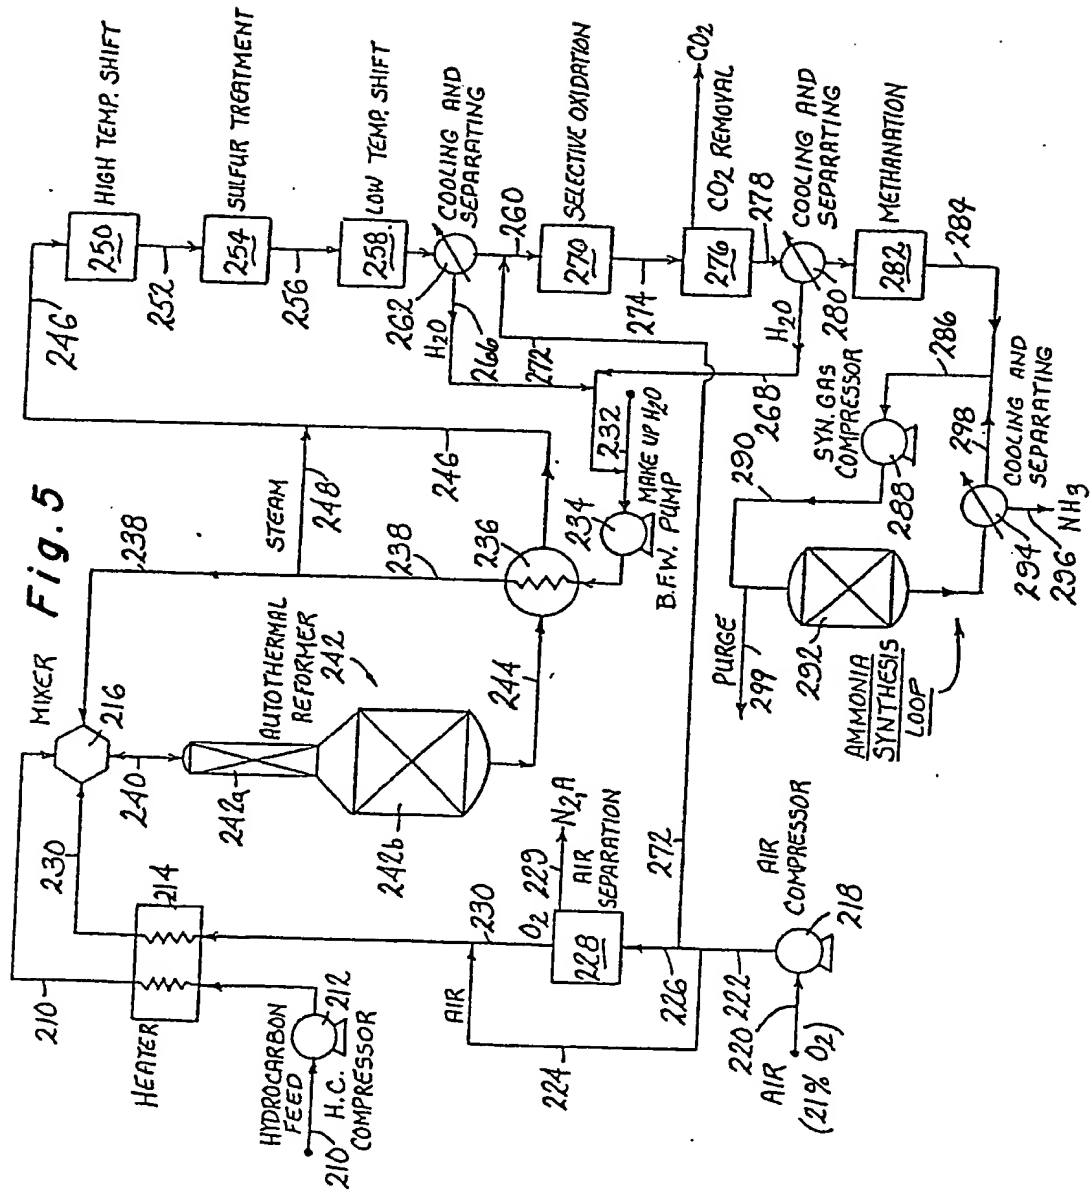 Fig. 5
MIXER
216
238
STEAM
248
246
246
HIGH TEMP. SHIFT
250
252
SULFUR TREATMENT
254
256
LOW TEMP. SHIFT
258
COOLING AND
SEPARATING
262
H2O
266
260
SELECTIVE OXIDATION
270
272
274
CO2
CO2 REMOVAL
276
278
COOLING AND
SEPARATING
280
H2O
268
METHANATION
282
284
286
SYN. GAS
COMPRESSOR
288
290
298
COOLING AND
SEPARATING
294
296
NH3
PURGE
299
292
AMMONIA
SYNTHESIS
LOOP
232
MAKE UP H2O
234
B.F.W. PUMP
236
238
244
AUTOTHERMAL
REFORMER
242
242a
242b
240
230
214
210
HEATER
HYDROCARBON
FEED
210
H.C.
COMPRESSOR
212
AIR
224
230
O2
229
N2, A
AIR
SEPARATION
228
226
272
222
AIR
COMPRESSOR
218
220
AIR
(21% O2)